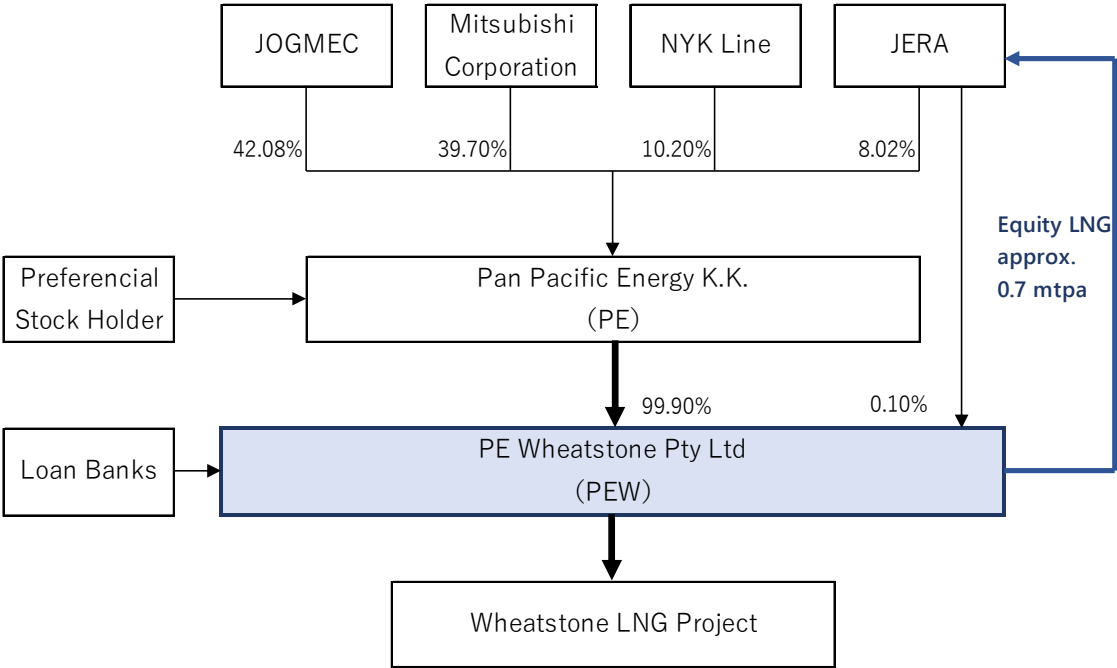 JOGMEC
Mitsubishi
Corporation
NYK Line
JERA
42.08%
39.70%
10.20%
8.02%
Equity LNG
approx.
0.7 mtpa
Preferencial
Stock Holder
Pan Pacific Energy K.K.
(PE)
99.90%
0.10%
Loan Banks
PE Wheatstone Pty Ltd
(PEW)
Wheatstone LNG Project